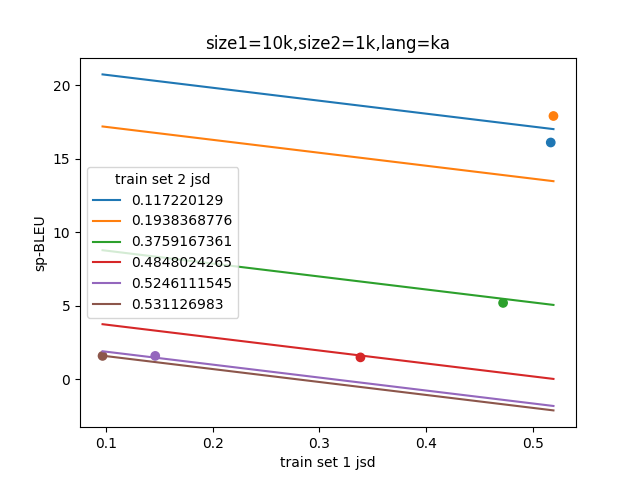 size1=10k,size2=1k,lang=ka
sp-BLEU
20
15
10
5
0
train set 2 jsd
0.117220129
0.1938368776
0.3759167361
0.4848024265
0.5246111545
0.531126983
0.1 0.2 0.3 0.4 0.5
train set 1 jsd